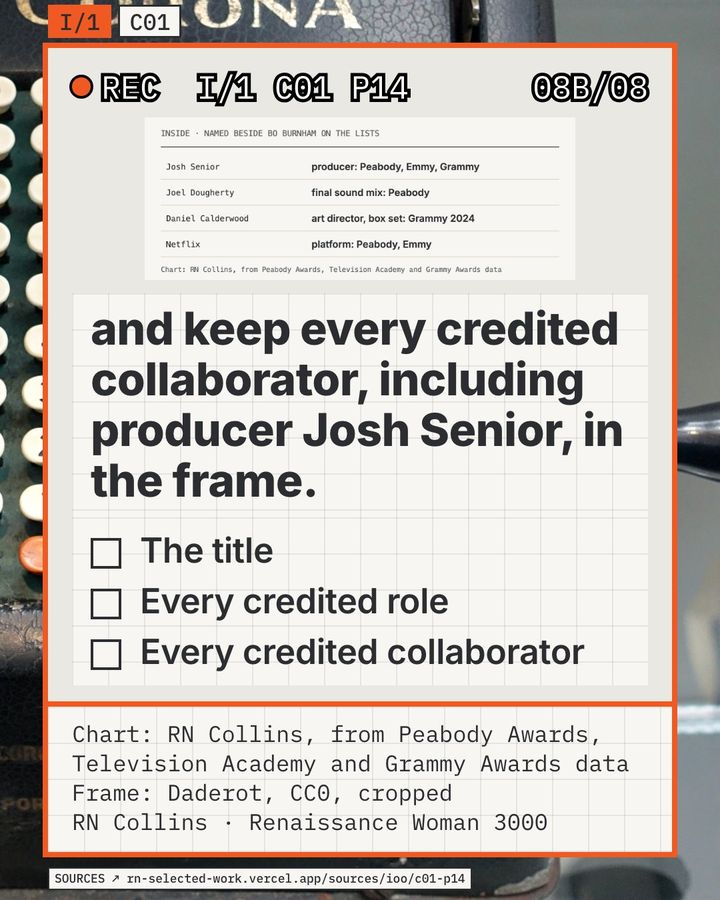 CORONA
I/1 C01
REC I/1 C01 P14 08B/08
INSIDE · NAMED BESIDE BO BURNHAM ON THE LISTS
Josh Senior producer: Peabody, Emmy, Grammy
Joel Dougherty final sound mix: Peabody
Daniel Calderwood art director, box set: Grammy 2024
Netflix platform: Peabody, Emmy
Chart: RN Collins, from Peabody Awards, Television Academy and Grammy Awards data
and keep every credited
collaborator, including
producer Josh Senior, in
the frame.
The title
Every credited role
Every credited collaborator
Chart: RN Collins, from Peabody Awards,
Television Academy and Grammy Awards data
Frame: Daderot, CC0, cropped
RN Collins · Renaissance Woman 3000
SOURCES ↗ rn-selected-work.vercel.app/sources/ioo/c01-p14